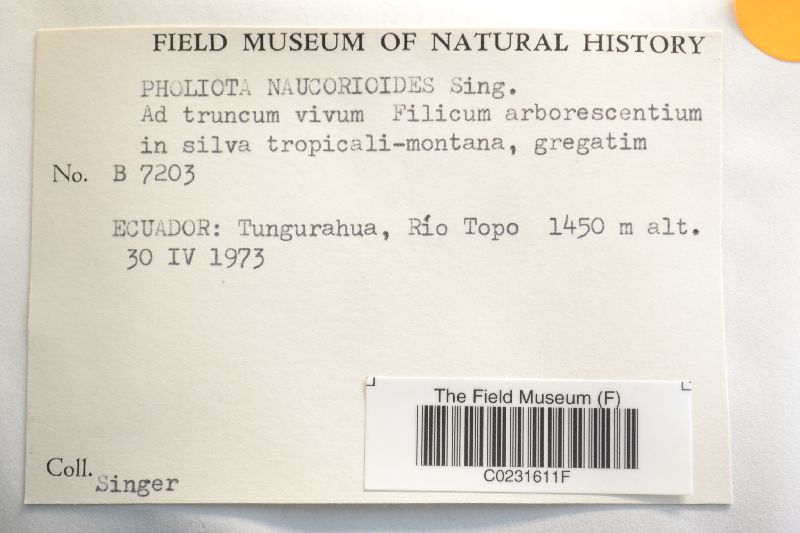 FIELD MUSEUM OF NATURAL HISTORY
PHOLIOTA NAUCORIOIDES Sing.
Ad truncum vivum Filicum arborescentium
in silva tropicali-montana, gregatim
No. B 7203
ECUADOR: Tungurahua, Río Topo 1450 m alt.
30 IV 1973
The Field Museum (F)
C0231611F
Coll. Singer